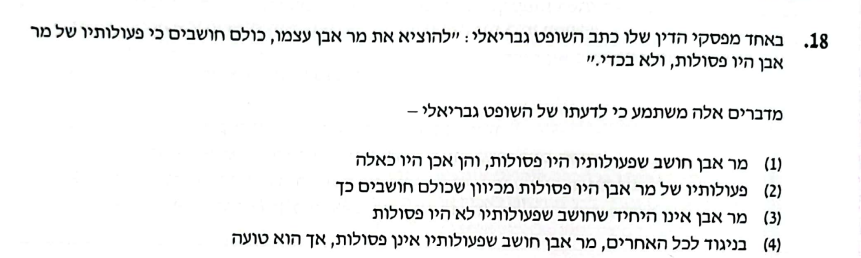 18. באחד מפסקי הדין שלו כתב השופט גבריאלי: "להוציא את מר אבן עצמו, כולם חושבים כי פעולותיו של מר
אבן היו פסולות, ולא בכדי."
מדברים אלה משתמע כי לדעתו של השופט גבריאלי –
(1) מר אבן חושב שפעולותיו היו פסולות, והן אכן היו כאלה
(2) פעולותיו של מר אבן היו פסולות מכיוון שכולם חושבים כך
(3) מר אבן אינו היחיד שחושב שפעולותיו לא היו פסולות
(4) בניגוד לכל האחרים, מר אבן חושב שפעולותיו אינן פסולות, אך הוא טועה